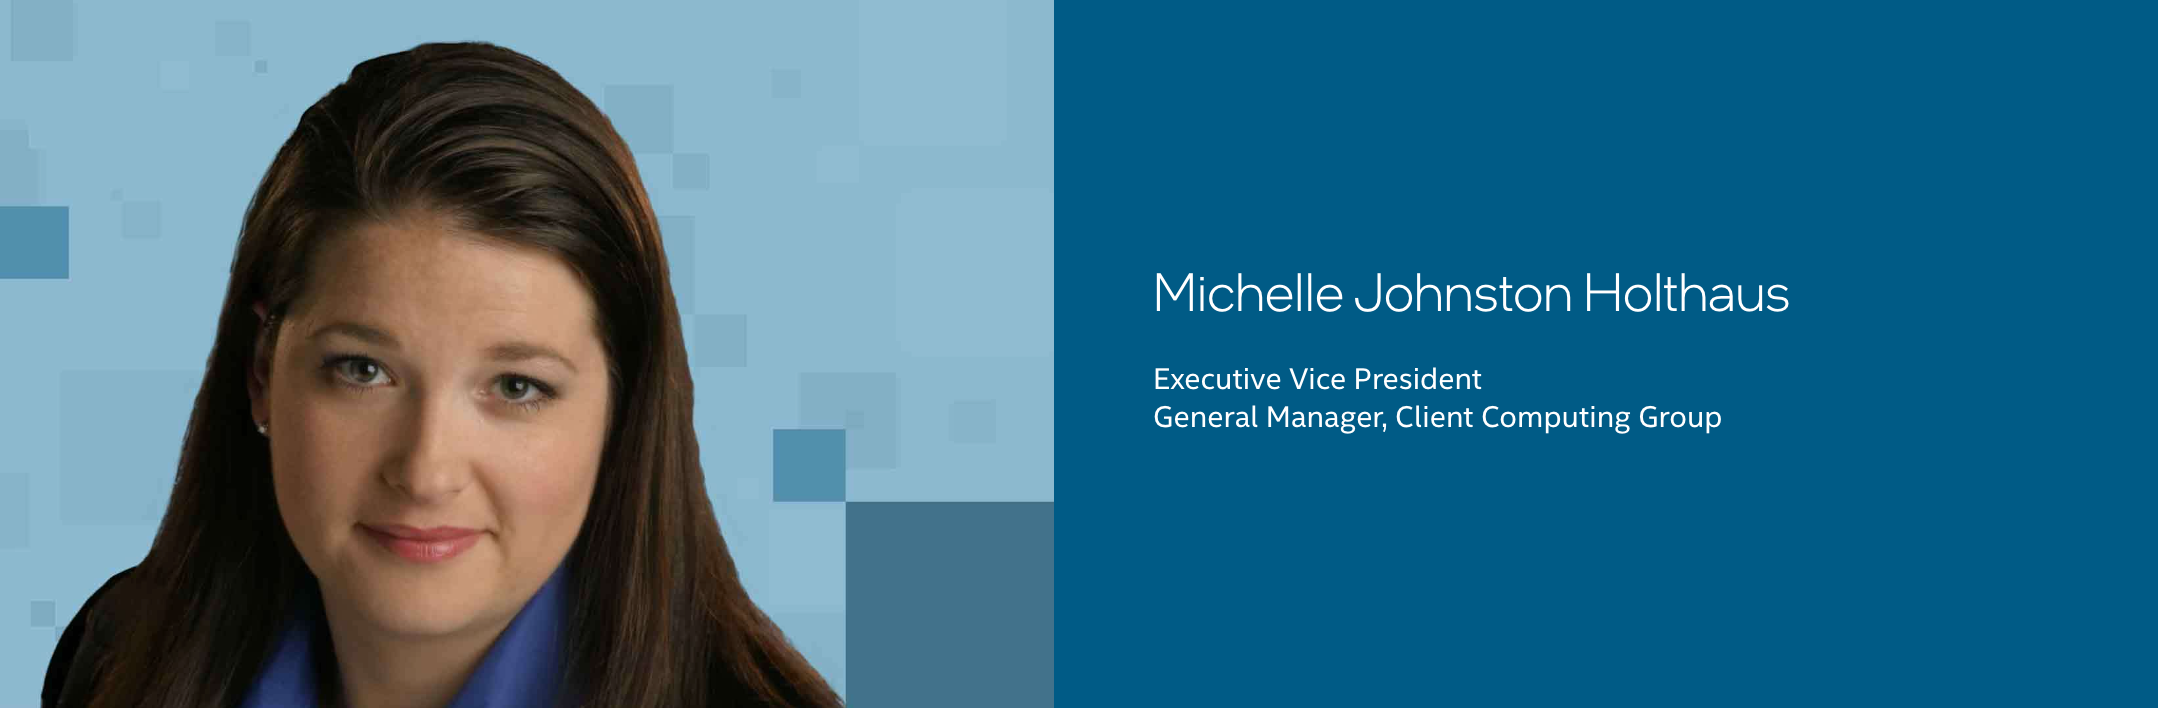 Michelle Johnston Holthaus
Executive Vice President
General Manager, Client Computing Group